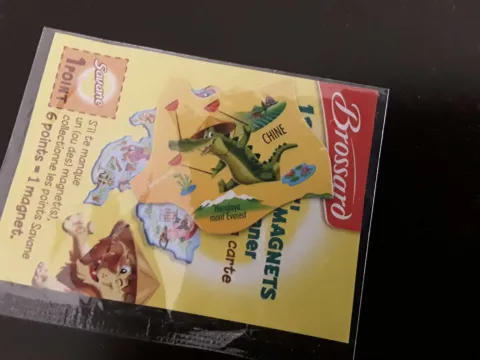 Brossard
MAGNETS
carte
CHINE
Himalaya
mont Everest
Savane
1 POINT
S'il te manque
un (ou des) magnet(s),
collectionne les points Savane
6 points = 1 magnet.